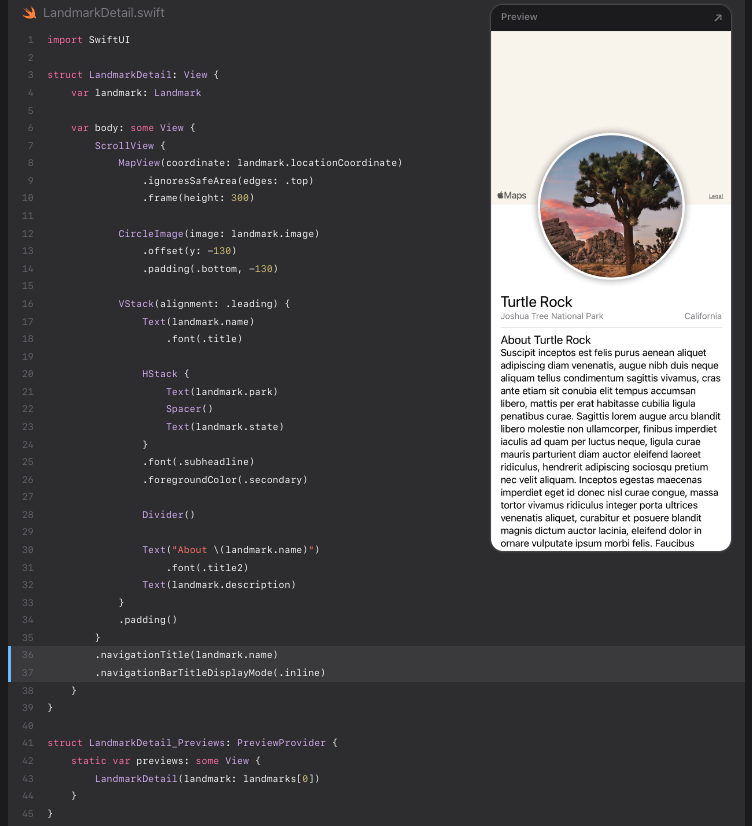 LandmarkDetail.swift
1 import SwiftUI
2
3 struct LandmarkDetail: View {
4 var landmark: Landmark
5
6 var body: some View {
7 ScrollView {
8 MapView(coordinate: landmark.locationCoordinate)
9 .ignoresSafeArea(edges: .top)
10 .frame(height: 300)
11
12 CircleImage(image: landmark.image)
13 .offset(y: -130)
14 .padding(.bottom, -130)
15
16 VStack(alignment: .leading) {
17 Text(landmark.name)
18 .font(.title)
19
20 HStack {
21 Text(landmark.park)
22 Spacer()
23 Text(landmark.state)
24 }
25 .font(.subheadline)
26 .foregroundColor(.secondary)
27
28 Divider()
29
30 Text("About \(landmark.name)")
31 .font(.title2)
32 Text(landmark.description)
33 }
34 .padding()
35 }
36 .navigationTitle(landmark.name)
37 .navigationBarTitleDisplayMode(.inline)
38 }
39 }
40
41 struct LandmarkDetail_Previews: PreviewProvider {
42 static var previews: some View {
43 LandmarkDetail(landmark: landmarks[0])
44 }
45 }
Preview
Maps
Legal
Turtle Rock
Joshua Tree National Park California
About Turtle Rock
Suscipit inceptos est felis purus aenean aliquet
adipiscing diam venenatis, augue nibh duis neque
aliquam tellus condimentum sagittis vivamus, cras
ante etiam sit conubia elit tempus accumsan
libero, mattis per erat habitasse cubilia ligula
penatibus curae. Sagittis lorem augue arcu blandit
libero molestie non ullamcorper, finibus imperdiet
iaculis ad quam per luctus neque, ligula curae
mauris parturient diam auctor eleifend laoreet
ridiculus, hendrerit adipiscing sociosqu pretium
nec velit aliquam. Inceptos egestas maecenas
imperdiet eget id donec nisl curae congue, massa
tortor vivamus ridiculus integer porta ultrices
venenatis aliquet, curabitur et posuere blandit
magnis dictum auctor lacinia, eleifend dolor in
ornare vulputate ipsum morbi felis. Faucibus